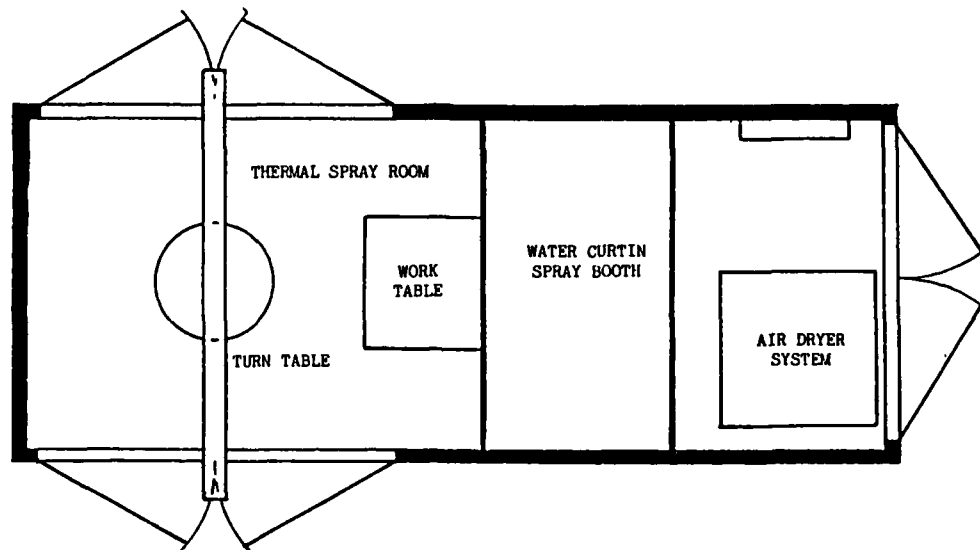 THERMAL SPRAY ROOM
WORK
TABLE
WATER CURTIN
SPRAY BOOTH
TURN TABLE
AIR DRYER
SYSTEM